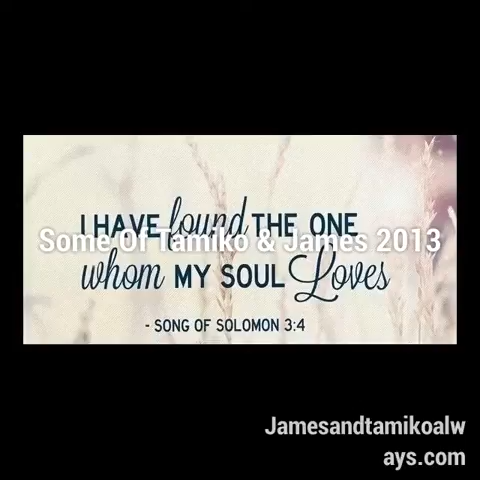 I HAVE found THE ONE
Some Of Tamiko & James 2013
whom MY SOUL Loves
- SONG OF SOLOMON 3:4
Jamesandtamikoalw
ays.com